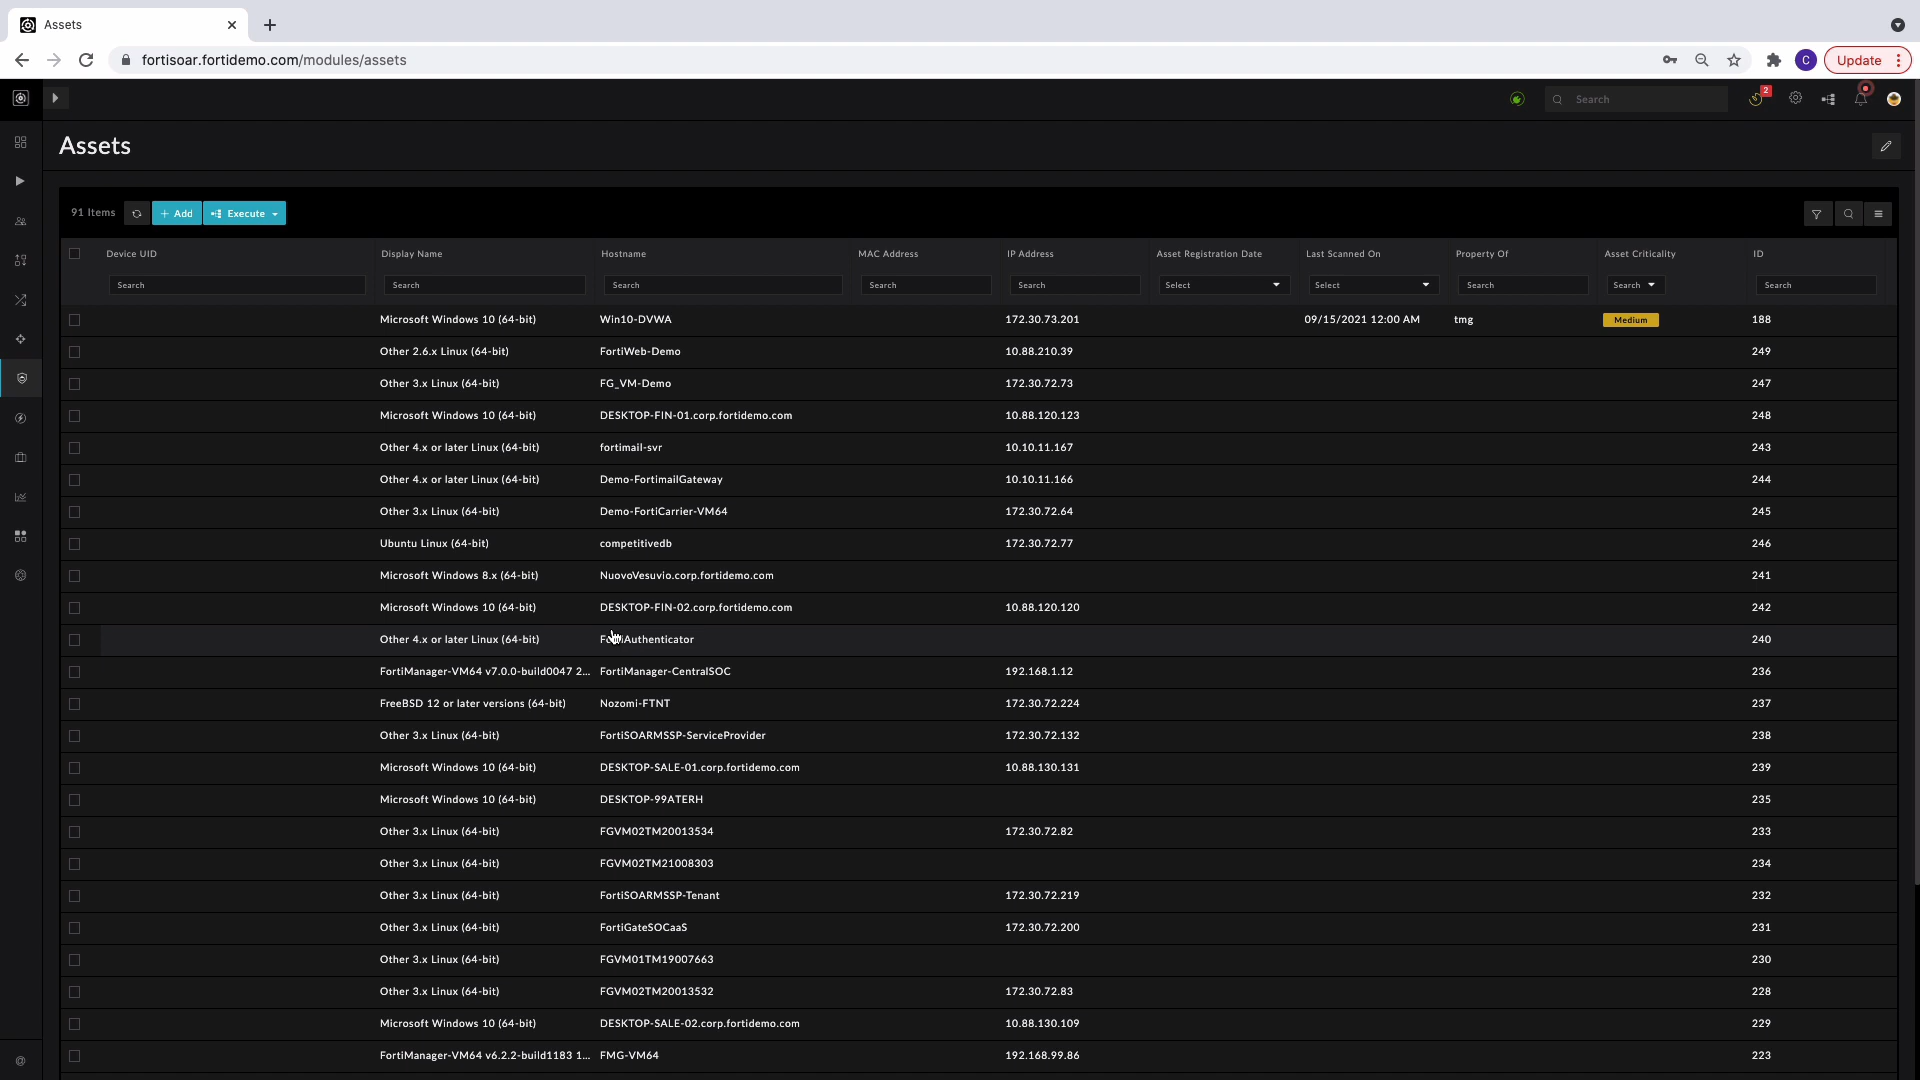 Assets
fortisoar.fortidemo.com/modules/assets
C
Update
Search
2
Assets
91 Items
+ Add
Execute
Device UID Display Name Hostname MAC Address IP Address Asset Registration Date Last Scanned On Property Of Asset Criticality ID
Search Search Search Search Search Select Select Search Search Search
Microsoft Windows 10 (64-bit) Win10-DVWA 172.30.73.201 09/15/2021 12:00 AM tmg Medium 188
Other 2.6.x Linux (64-bit) FortiWeb-Demo 10.88.210.39 249
Other 3.x Linux (64-bit) FG_VM-Demo 172.30.72.73 247
Microsoft Windows 10 (64-bit) DESKTOP-FIN-01.corp.fortidemo.com 10.88.120.123 248
Other 4.x or later Linux (64-bit) fortimail-svr 10.10.11.167 243
Other 4.x or later Linux (64-bit) Demo-FortimailGateway 10.10.11.166 244
Other 3.x Linux (64-bit) Demo-FortiCarrier-VM64 172.30.72.64 245
Ubuntu Linux (64-bit) competitivedb 172.30.72.77 246
Microsoft Windows 8.x (64-bit) NuovoVesuvio.corp.fortidemo.com 241
Microsoft Windows 10 (64-bit) DESKTOP-FIN-02.corp.fortidemo.com 10.88.120.120 242
Other 4.x or later Linux (64-bit) FortiAuthenticator 240
FortiManager-VM64 v7.0.0-build0047 2... FortiManager-CentralSOC 192.168.1.12 236
FreeBSD 12 or later versions (64-bit) Nozomi-FTNT 172.30.72.224 237
Other 3.x Linux (64-bit) FortiSOARMSSP-ServiceProvider 172.30.72.132 238
Microsoft Windows 10 (64-bit) DESKTOP-SALE-01.corp.fortidemo.com 10.88.130.131 239
Microsoft Windows 10 (64-bit) DESKTOP-99ATERH 235
Other 3.x Linux (64-bit) FGVM02TM20013534 172.30.72.82 233
Other 3.x Linux (64-bit) FGVM02TM21008303 234
Other 3.x Linux (64-bit) FortiSOARMSSP-Tenant 172.30.72.219 232
Other 3.x Linux (64-bit) FortiGateSOCaaS 172.30.72.200 231
Other 3.x Linux (64-bit) FGVM01TM19007663 230
Other 3.x Linux (64-bit) FGVM02TM20013532 172.30.72.83 228
Microsoft Windows 10 (64-bit) DESKTOP-SALE-02.corp.fortidemo.com 10.88.130.109 229
FortiManager-VM64 v6.2.2-build1183 1... FMG-VM64 192.168.99.86 223